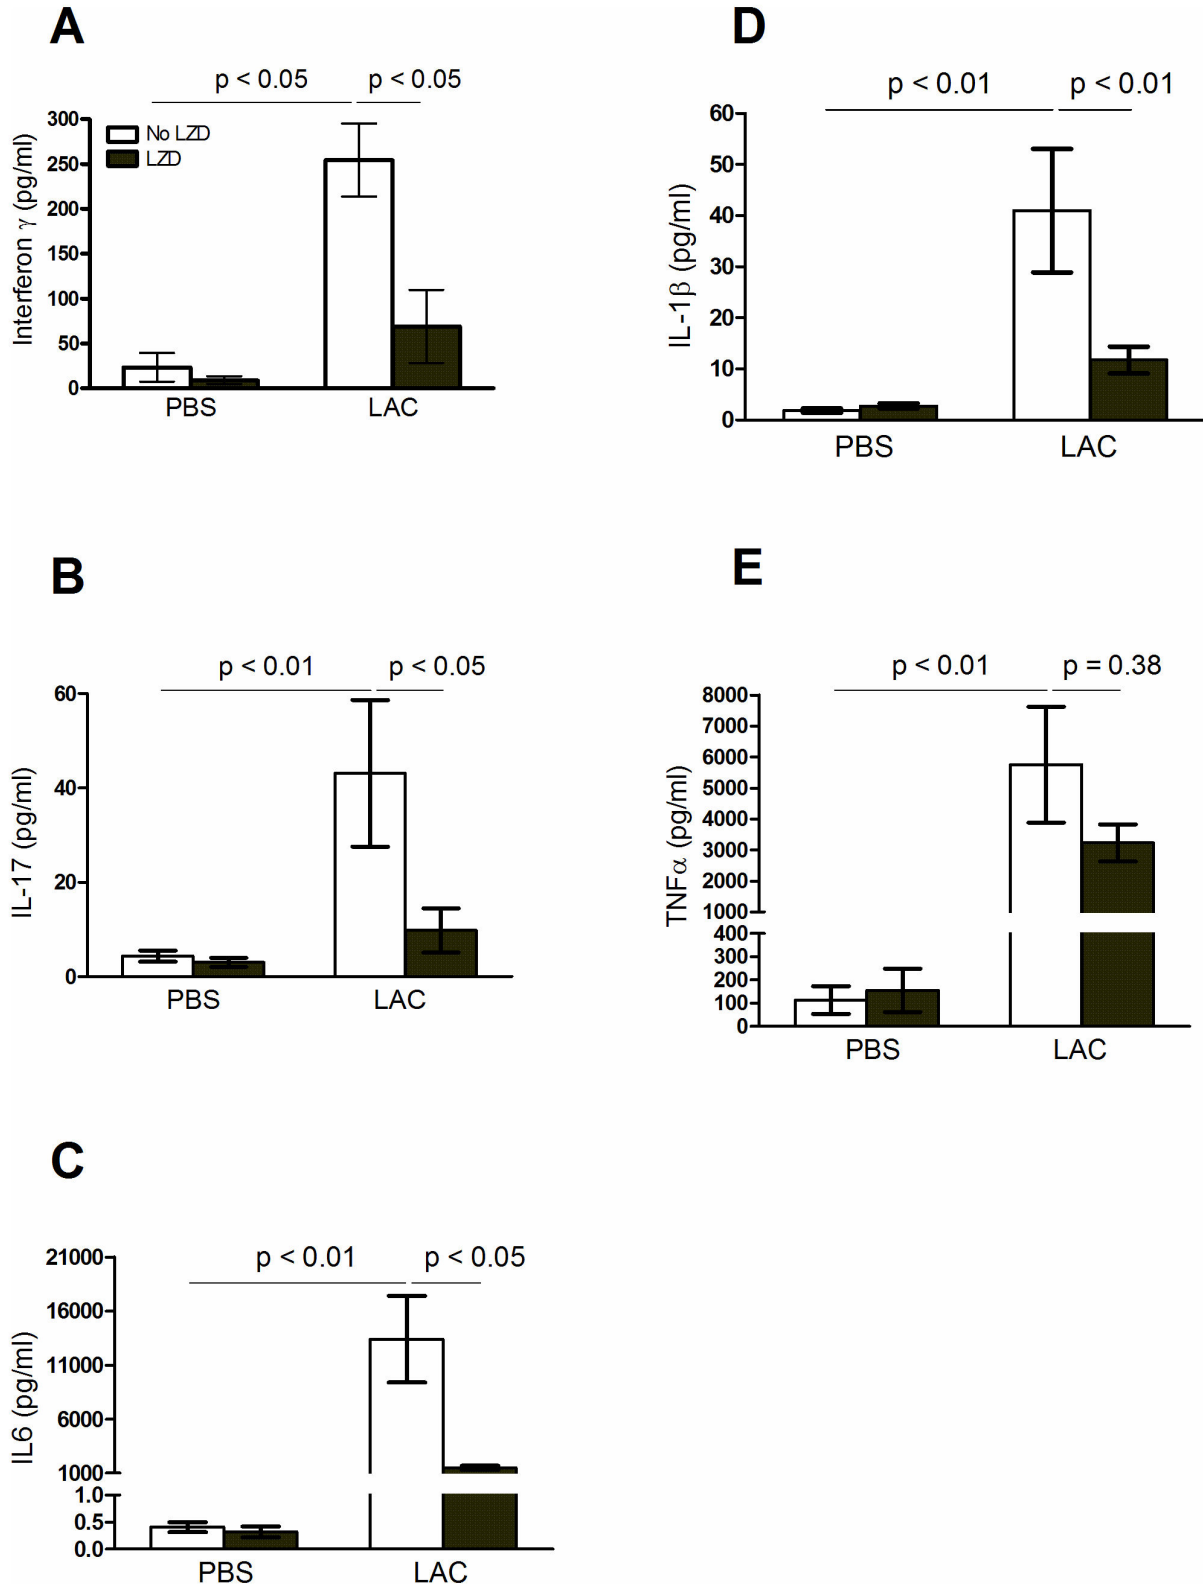 A
p < 0.05 p < 0.05
Interferon γ (pg/ml)
300
250
200
150
100
50
0
No LZD
LZD
PBS LAC
D
p < 0.01 p < 0.01
IL-1β (pg/ml)
60
50
40
30
20
10
0
PBS LAC
B
p < 0.01 p < 0.05
IL-17 (pg/ml)
60
40
20
0
PBS LAC
E
p < 0.01 p = 0.38
TNFα (pg/ml)
8000
7000
6000
5000
4000
3000
2000
1000
400
300
200
100
0
PBS LAC
C
p < 0.01 p < 0.05
IL6 (pg/ml)
21000
16000
11000
6000
1000
1.0
0.5
0.0
PBS LAC